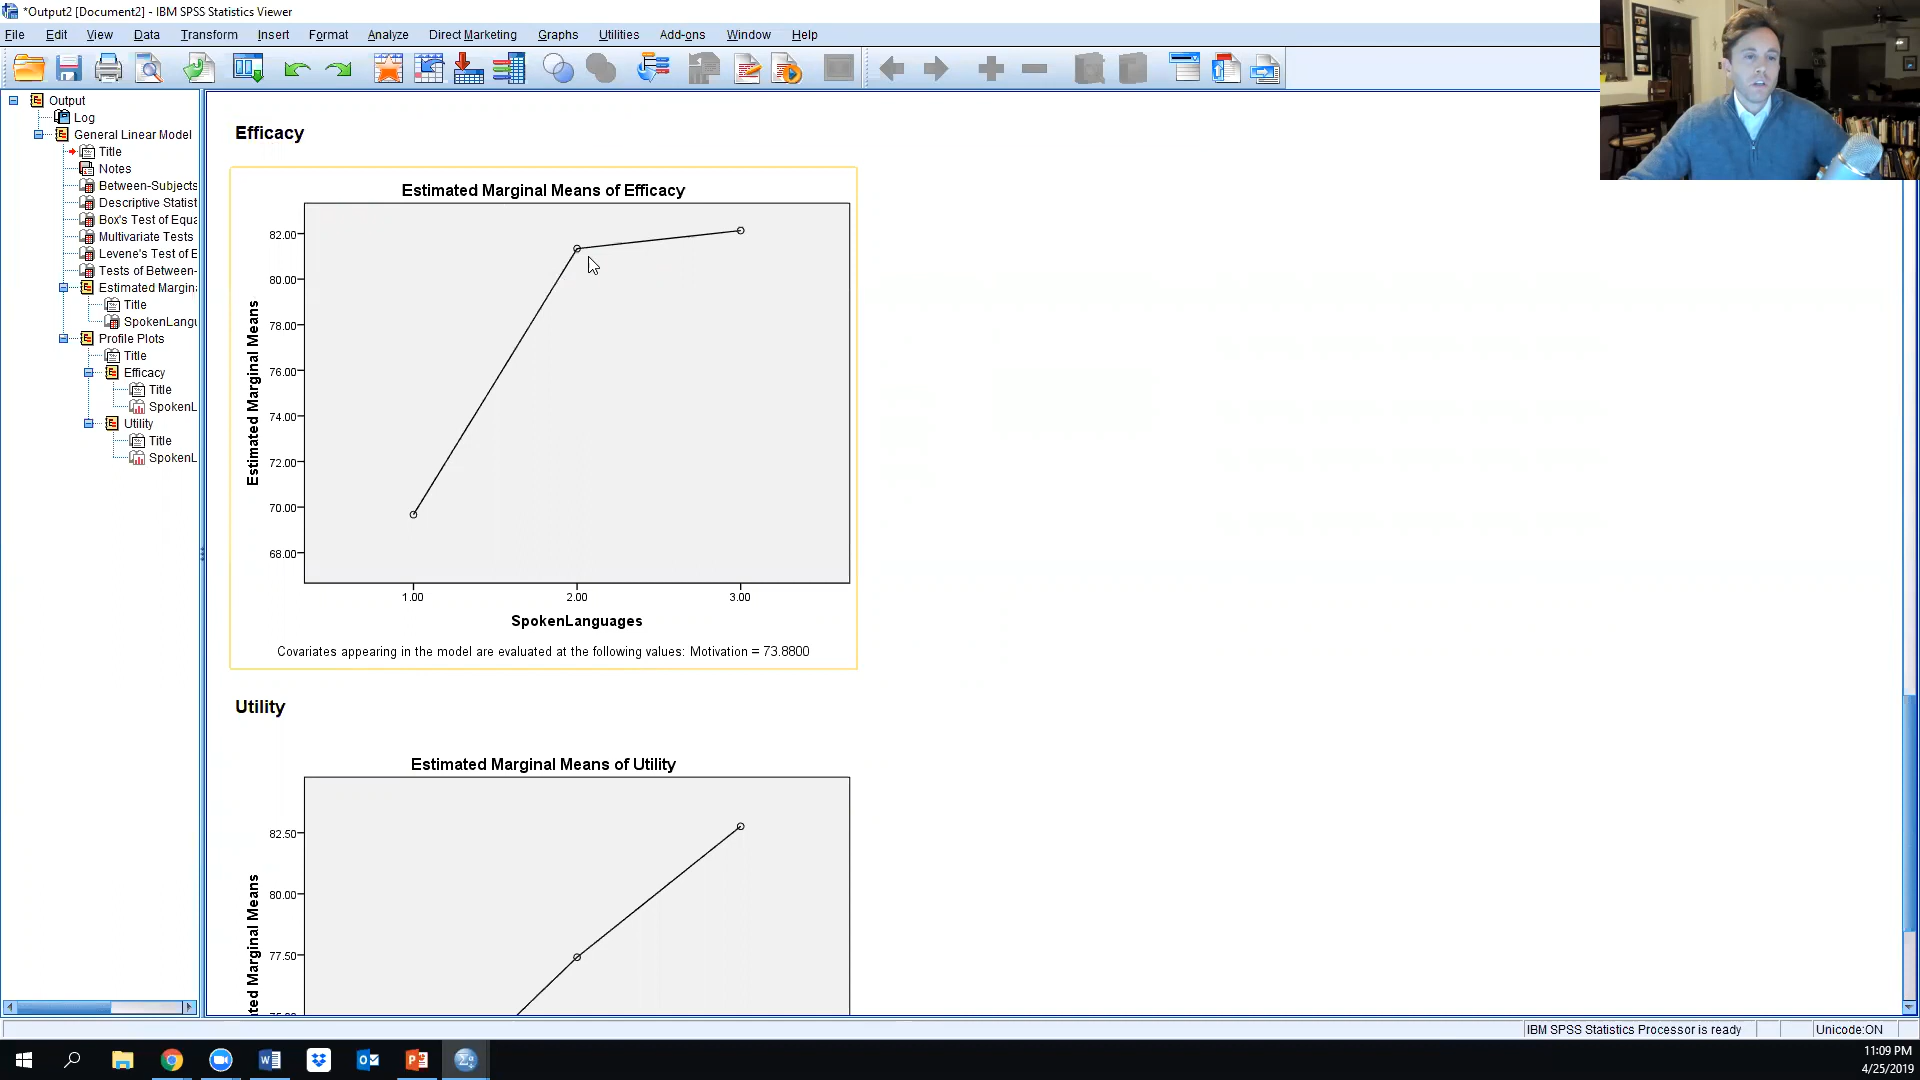 *Output2 [Document2] - IBM SPSS Statistics Viewer
File Edit View Data Transform Insert Format Analyze Direct Marketing Graphs Utilities Add-ons Window Help
Output
Log
General Linear Model
Title
Notes
Between-Subjects
Descriptive Statist
Box's Test of Equa
Multivariate Tests
Levene's Test of E
Tests of Between-
Estimated Margina
Title
SpokenLangu
Profile Plots
Title
Efficacy
Title
SpokenL
Utility
Title
SpokenL
Efficacy
Estimated Marginal Means of Efficacy
Estimated Marginal Means
82.00
80.00
78.00
76.00
74.00
72.00
70.00
68.00
1.00 2.00 3.00
SpokenLanguages
Covariates appearing in the model are evaluated at the following values: Motivation = 73.8800
Utility
Estimated Marginal Means of Utility
ted Marginal Means
82.50
80.00
77.50
IBM SPSS Statistics Processor is ready Unicode:ON
11:09 PM
4/25/2019